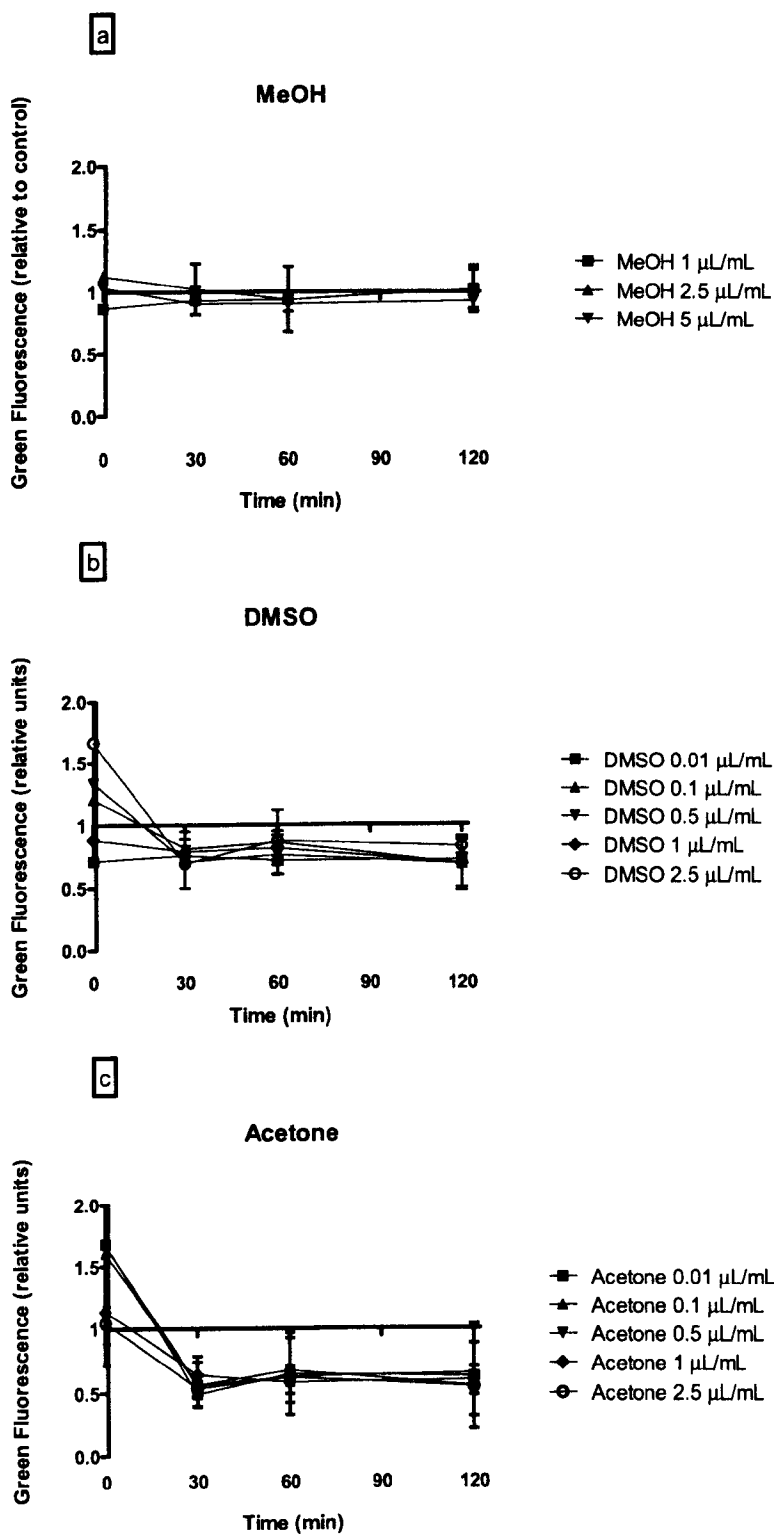 a
MeOH
Green Fluorescence (relative to control)
2.0
1.5
1
0.5
0.0
0 30 60 90 120
Time (min)
MeOH 1 µL/mL
MeOH 2.5 µL/mL
MeOH 5 µL/mL
b
DMSO
Green Fluorescence (relative units)
2.0
1.5
1
0.5
0.0
0 30 60 90 120
Time (min)
DMSO 0.01 µL/mL
DMSO 0.1 µL/mL
DMSO 0.5 µL/mL
DMSO 1 µL/mL
DMSO 2.5 µL/mL
c
Acetone
Green Fluorescence (relative units)
2.0
1.5
1
0.5
0.0
0 30 60 90 120
Time (min)
Acetone 0.01 µL/mL
Acetone 0.1 µL/mL
Acetone 0.5 µL/mL
Acetone 1 µL/mL
Acetone 2.5 µL/mL